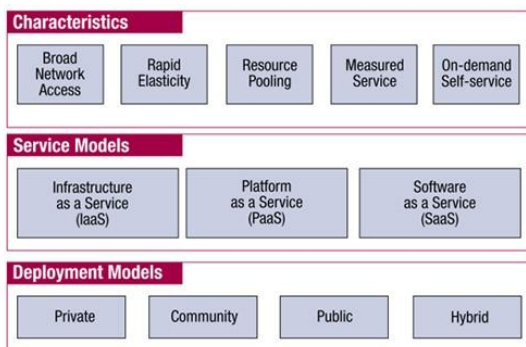 Characteristics
Broad
Network
Access
Rapid
Elasticity
Resource
Pooling
Measured
Service
On-demand
Self-service
Service Models
Infrastructure
as a Service
(IaaS)
Platform
as a Service
(PaaS)
Software
as a Service
(SaaS)
Deployment Models
Private
Community
Public
Hybrid